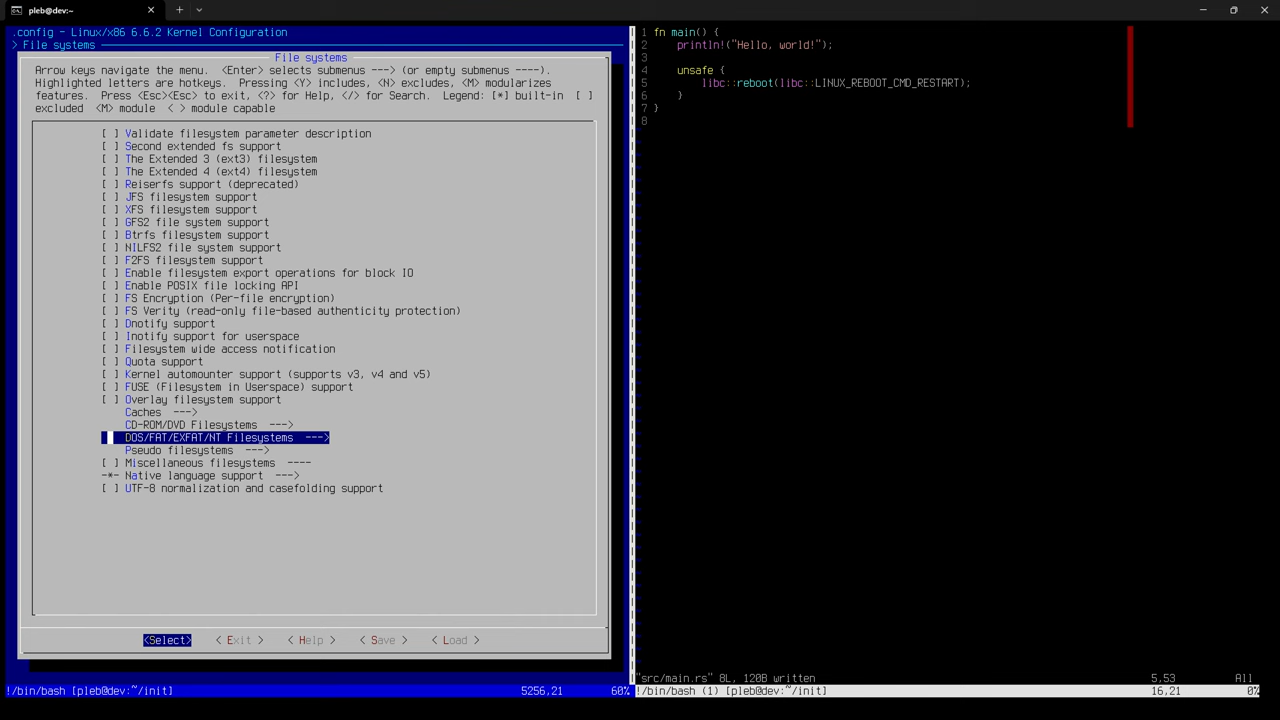 pleb@dev:~
.config - Linux/x86 6.6.2 Kernel Configuration
> File systems
File systems
Arrow keys navigate the menu. <Enter> selects submenus ---> (or empty submenus ----).
Highlighted letters are hotkeys. Pressing <Y> includes, <N> excludes, <M> modularizes
features. Press <Esc><Esc> to exit, <?> for Help, </> for Search. Legend: [*] built-in [ ]
excluded <M> module < > module capable
[ ] Validate filesystem parameter description
[ ] Second extended fs support
[ ] The Extended 3 (ext3) filesystem
[ ] The Extended 4 (ext4) filesystem
[ ] Reiserfs support (deprecated)
[ ] JFS filesystem support
[ ] XFS filesystem support
[ ] GFS2 file system support
[ ] Btrfs filesystem support
[ ] NILFS2 file system support
[ ] F2FS filesystem support
[ ] Enable filesystem export operations for block IO
[ ] Enable POSIX file locking API
[ ] FS Encryption (Per-file encryption)
[ ] FS Verity (read-only file-based authenticity protection)
[ ] Dnotify support
[ ] Inotify support for userspace
[ ] Filesystem wide access notification
[ ] Quota support
[ ] Kernel automounter support (supports v3, v4 and v5)
[ ] FUSE (Filesystem in Userspace) support
[ ] Overlay filesystem support
Caches --->
CD-ROM/DVD Filesystems --->
DOS/FAT/EXFAT/NT Filesystems --->
Pseudo filesystems --->
[ ] Miscellaneous filesystems ----
-*- Native language support --->
[ ] UTF-8 normalization and casefolding support
<Select> < Exit > < Help > < Save > < Load >
!/bin/bash [pleb@dev:~/init] 5256,21 60%
1 fn main() {
2 println!("Hello, world!");
3
4 unsafe {
5 libc::reboot(libc::LINUX_REBOOT_CMD_RESTART);
6 }
7 }
8
"src/main.rs" 8L, 120B written 5,53 All
!/bin/bash (1) [pleb@dev:~/init] 16,21 0%